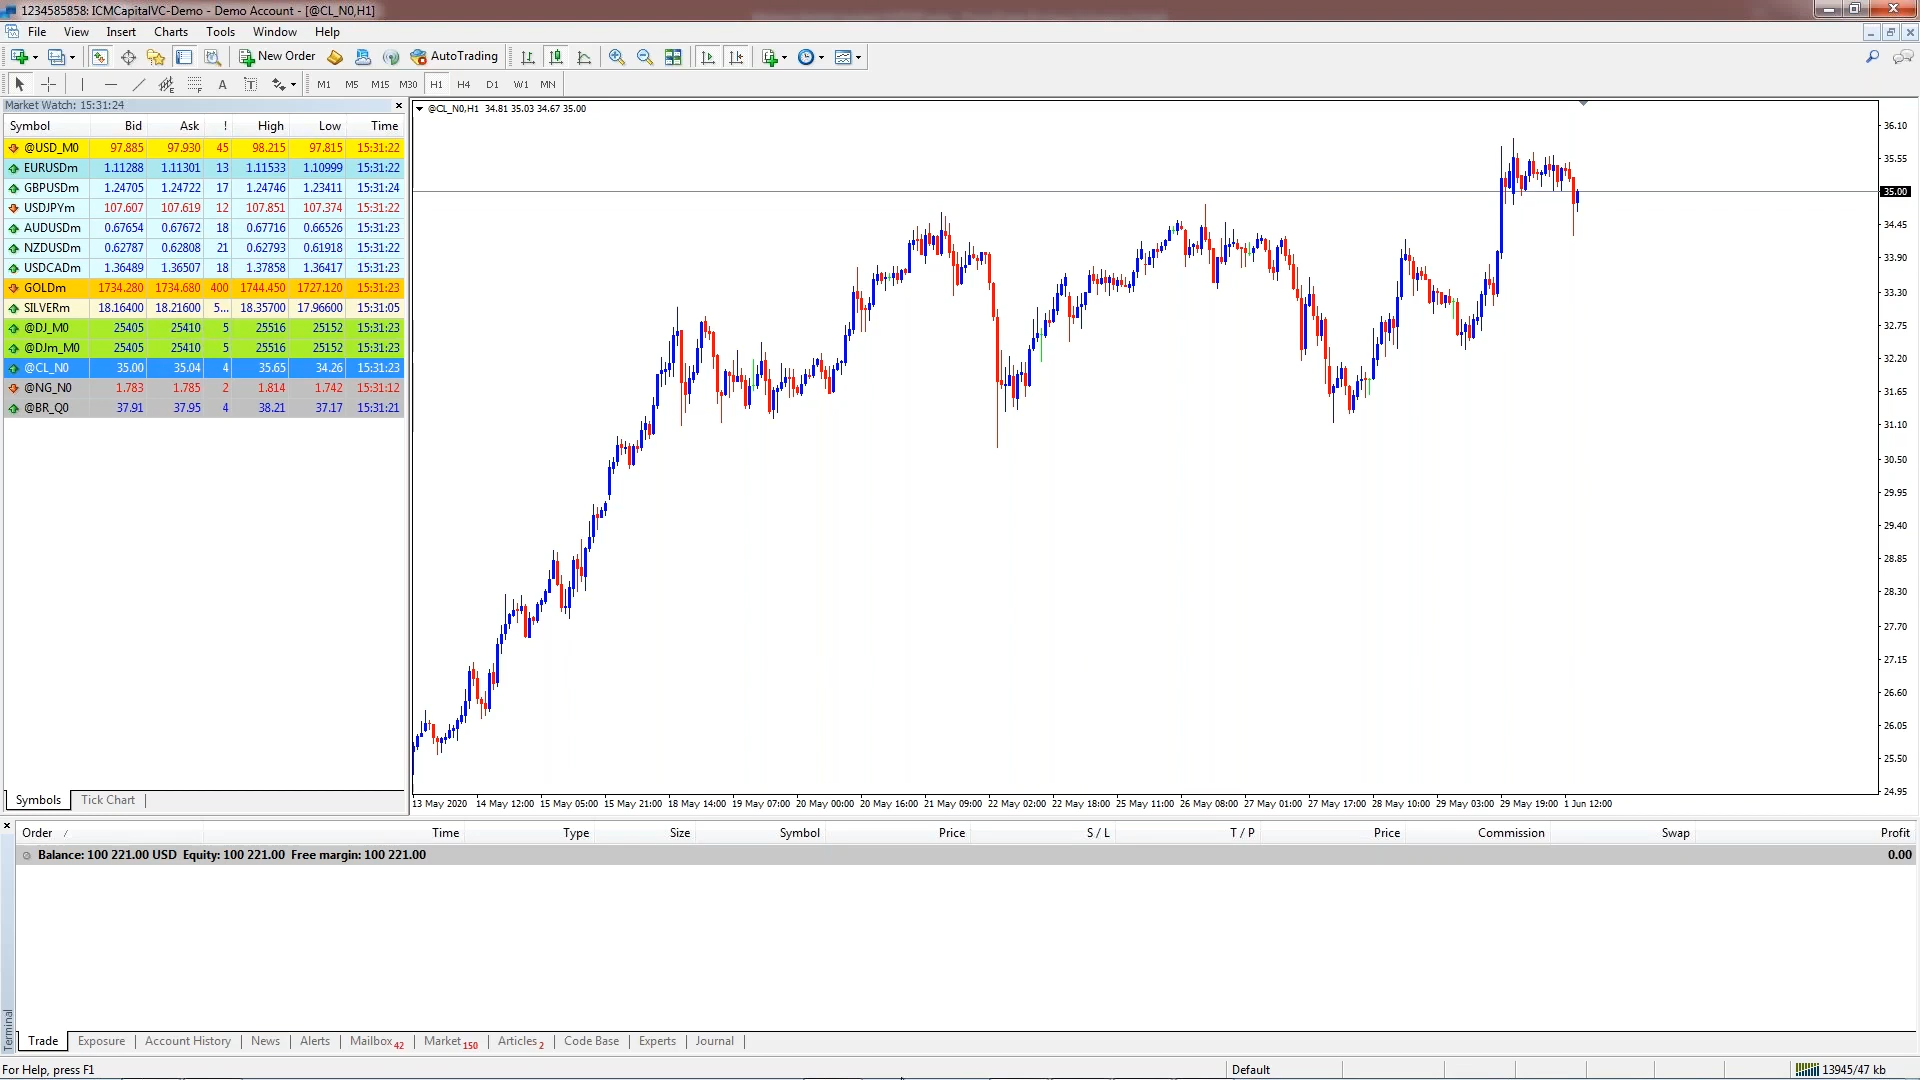 1234585858: ICMCapitalVC-Demo - Demo Account - [@CL_N0,H1]
File View Insert Charts Tools Window Help
New Order AutoTrading
A T M1 M5 M15 M30 H1 H4 D1 W1 MN
Market Watch: 15:31:24
Symbol Bid Ask ! High Low Time
@USD_M0 97.885 97.930 45 98.215 97.815 15:31:22
EURUSDm 1.11288 1.11301 13 1.11533 1.10999 15:31:22
GBPUSDm 1.24705 1.24722 17 1.24746 1.23411 15:31:24
USDJPYm 107.607 107.619 12 107.851 107.374 15:31:22
AUDUSDm 0.67654 0.67672 18 0.67716 0.66526 15:31:23
NZDUSDm 0.62787 0.62808 21 0.62793 0.61918 15:31:22
USDCADm 1.36489 1.36507 18 1.37858 1.36417 15:31:23
GOLDm 1734.280 1734.680 400 1744.450 1727.120 15:31:23
SILVERm 18.16400 18.21600 5... 18.35700 17.96600 15:31:05
@DJ_M0 25405 25410 5 25516 25152 15:31:23
@DJm_M0 25405 25410 5 25516 25152 15:31:23
@CL_N0 35.00 35.04 4 35.65 34.26 15:31:23
@NG_N0 1.783 1.785 2 1.814 1.742 15:31:12
@BR_Q0 37.91 37.95 4 38.21 37.17 15:31:21
Symbols Tick Chart
@CL_N0,H1 34.81 35.03 34.67 35.00
36.10
35.55
35.00
34.45
33.90
33.30
32.75
32.20
31.65
31.10
30.50
29.95
29.40
28.85
28.30
27.70
27.15
26.60
26.05
25.50
24.95
13 May 2020 14 May 12:00 15 May 05:00 15 May 21:00 18 May 14:00 19 May 07:00 20 May 00:00 20 May 16:00 21 May 09:00 22 May 02:00 22 May 18:00 25 May 11:00 26 May 08:00 27 May 01:00 27 May 17:00 28 May 10:00 29 May 03:00 29 May 19:00 1 Jun 12:00
Order / Time Type Size Symbol Price S / L T / P Price Commission Swap Profit
Balance: 100 221.00 USD Equity: 100 221.00 Free margin: 100 221.00 0.00
Terminal
Trade Exposure Account History News Alerts Mailbox 42 Market 150 Articles 2 Code Base Experts Journal
For Help, press F1 Default 13945/47 kb